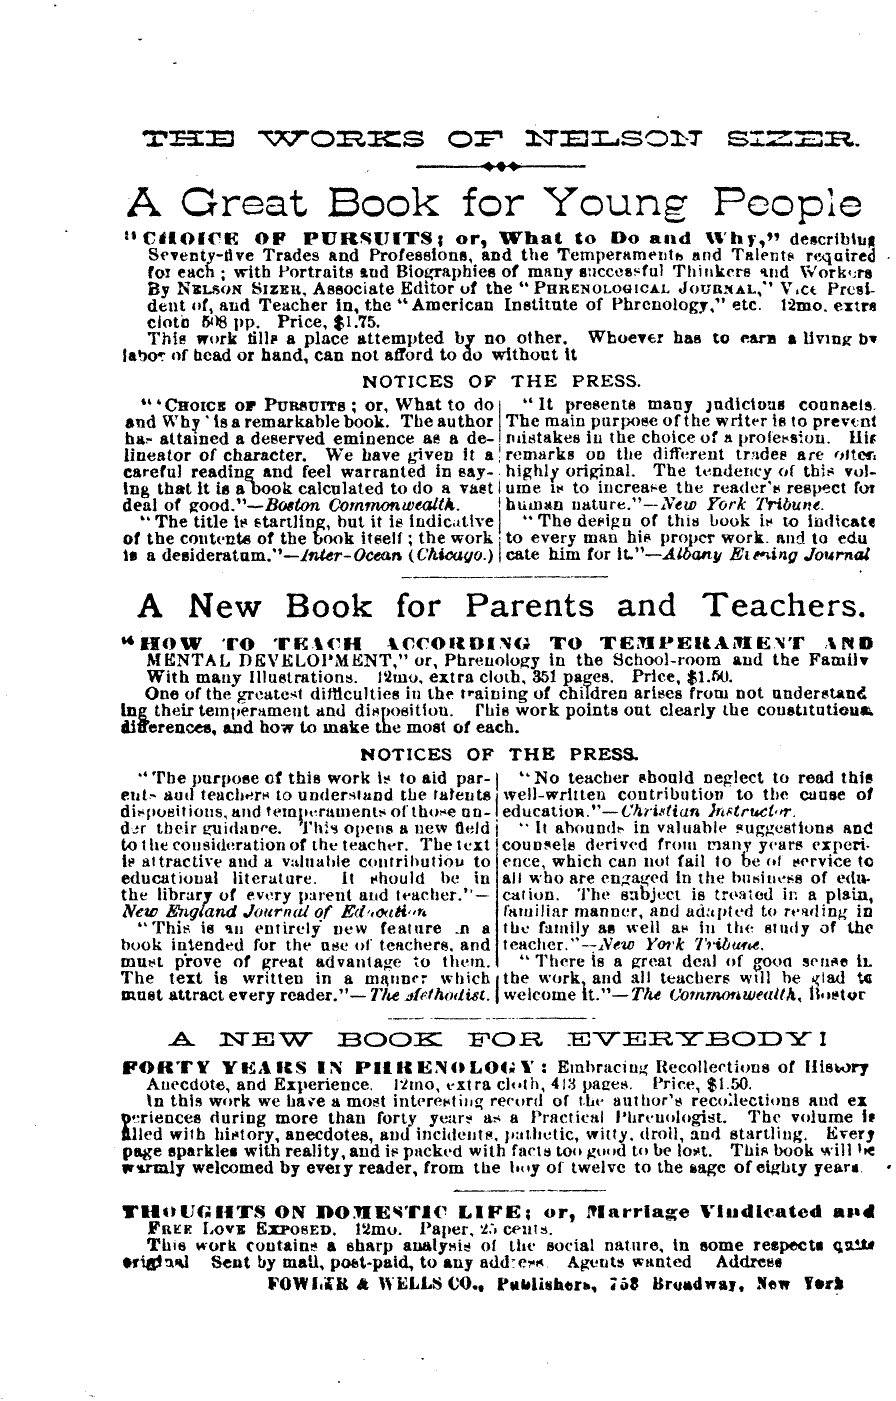 THE WORKS OF NELSON SIZER.
A Great Book for Young People
"CHOICE OF PURSUITS; or, What to Do and Why," describing
Seventy-five Trades and Professions, and the Temperaments and Talents required
for each; with Portraits and Biographies of many successful Thinkers and Workers
By NELSON SIZER, Associate Editor of the "PHRENOLOGICAL JOURNAL," Vice Presi-
dent of, and Teacher in, the "American Institute of Phrenology," etc. 12mo. extra
cloth 508 pp. Price, $1.75.
This work fills a place attempted by no other. Whoever has to earn a living by
labor of head or hand, can not afford to do without it
NOTICES OF THE PRESS.
"'CHOICE OF PURSUITS; or, What to do
and Why' is a remarkable book. The author
has attained a deserved eminence as a de-
lineator of character. We have given it a
careful reading and feel warranted in say-
ing that it is a book calculated to do a vast
deal of good."—Boston Commonwealth.
"The title is startling, but it is indicative
of the contents of the book itself; the work
is a desideratum."—Inter-Ocean (Chicago.)
"It presents many judicious counsels.
The main purpose of the writer is to prevent
mistakes in the choice of a profession. His
remarks on the different trades are often
highly original. The tendency of this vol-
ume is to increase the reader's respect for
human nature."—New York Tribune.
"The design of this book is to indicate
to every man his proper work. and to edu
cate him for it."—Albany Evening Journal
A New Book for Parents and Teachers.
"HOW TO TEACH ACCORDING TO TEMPERAMENT AND
MENTAL DEVELOPMENT," or, Phrenology in the School-room and the Family
With many Illustrations. 12mo, extra cloth, 351 pages. Price, $1.50.
One of the greatest difficulties in the training of children arises from not understand
ing their temperament and disposition. This work points out clearly the constitutional
differences, and how to make the most of each.
NOTICES OF THE PRESS.
"The purpose of this work is to aid par-
ents and teachers to understand the talents
dispositions, and temperaments of those un-
der their guidance. This opens a new field
to the consideration of the teacher. The text
is attractive and a valuable contribution to
educational literature. It should be in
the library of every parent and teacher."—
New England Journal of Education
"This is an entirely new feature in a
book intended for the use of teachers, and
must prove of great advantage to them.
The text is written in a manner which
must attract every reader."—The Methodist.
"No teacher should neglect to read this
well-written contribution to the cause of
education."—Christian Instructor.
"It abounds in valuable suggestions and
counsels derived from many years experi-
ence, which can not fail to be of service to
all who are engaged in the business of edu-
cation. The subject is treated in a plain,
familiar manner, and adapted to reading in
the family as well as in the study of the
teacher."—New York Tribune.
"There is a great deal of good sense in
the work, and all teachers will be glad to
welcome it."—The Commonwealth, Boston
A NEW BOOK FOR EVERYBODY!
FORTY YEARS IN PHRENOLOGY: Embracing Recollections of History
Anecdote, and Experience. 12mo, extra cloth, 413 pages. Price, $1.50.
In this work we have a most interesting record of the author's recollections and ex
periences during more than forty years as a Practical Phrenologist. The volume is
filled with history, anecdotes, and incidents, pathetic, witty, droll, and startling. Every
page sparkles with reality, and is packed with facts too good to be lost. This book will be
warmly welcomed by every reader, from the boy of twelve to the sage of eighty years.
THOUGHTS ON DOMESTIC LIFE; or, Marriage Vindicated and
FREE LOVE EXPOSED. 12mo. Paper, 25 cents.
This work contains a sharp analysis of the social nature, in some respects quite
original Sent by mail, post-paid, to any address Agents wanted Address
FOWLER & WELLS CO., Publishers, 758 Broadway, New York